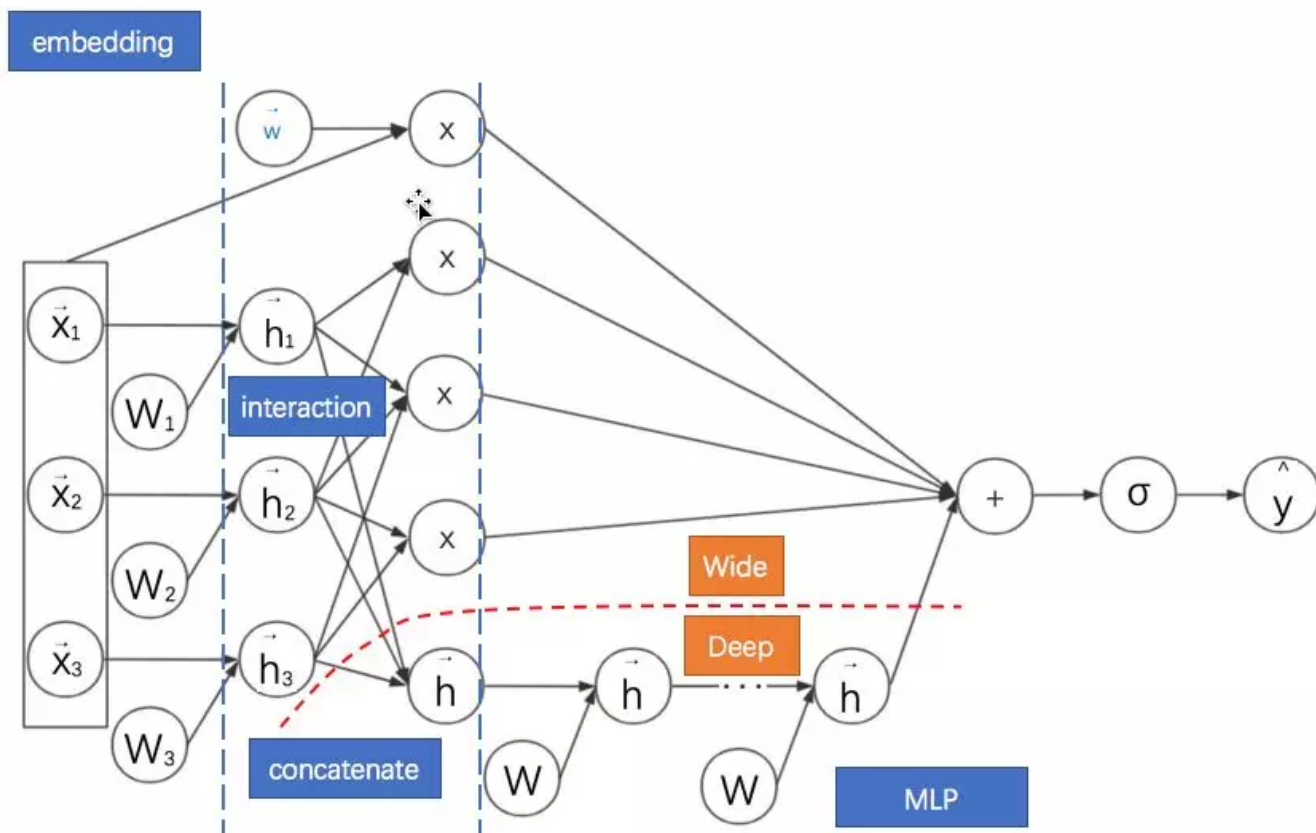 embedding
w
x
x
x₁
h₁
W₁
interaction
x
x₂
h₂
+
σ
ŷ
x
W₂
Wide
Deep
x₃
h₃
h
h
...
h
W₃
concatenate
W
W
MLP